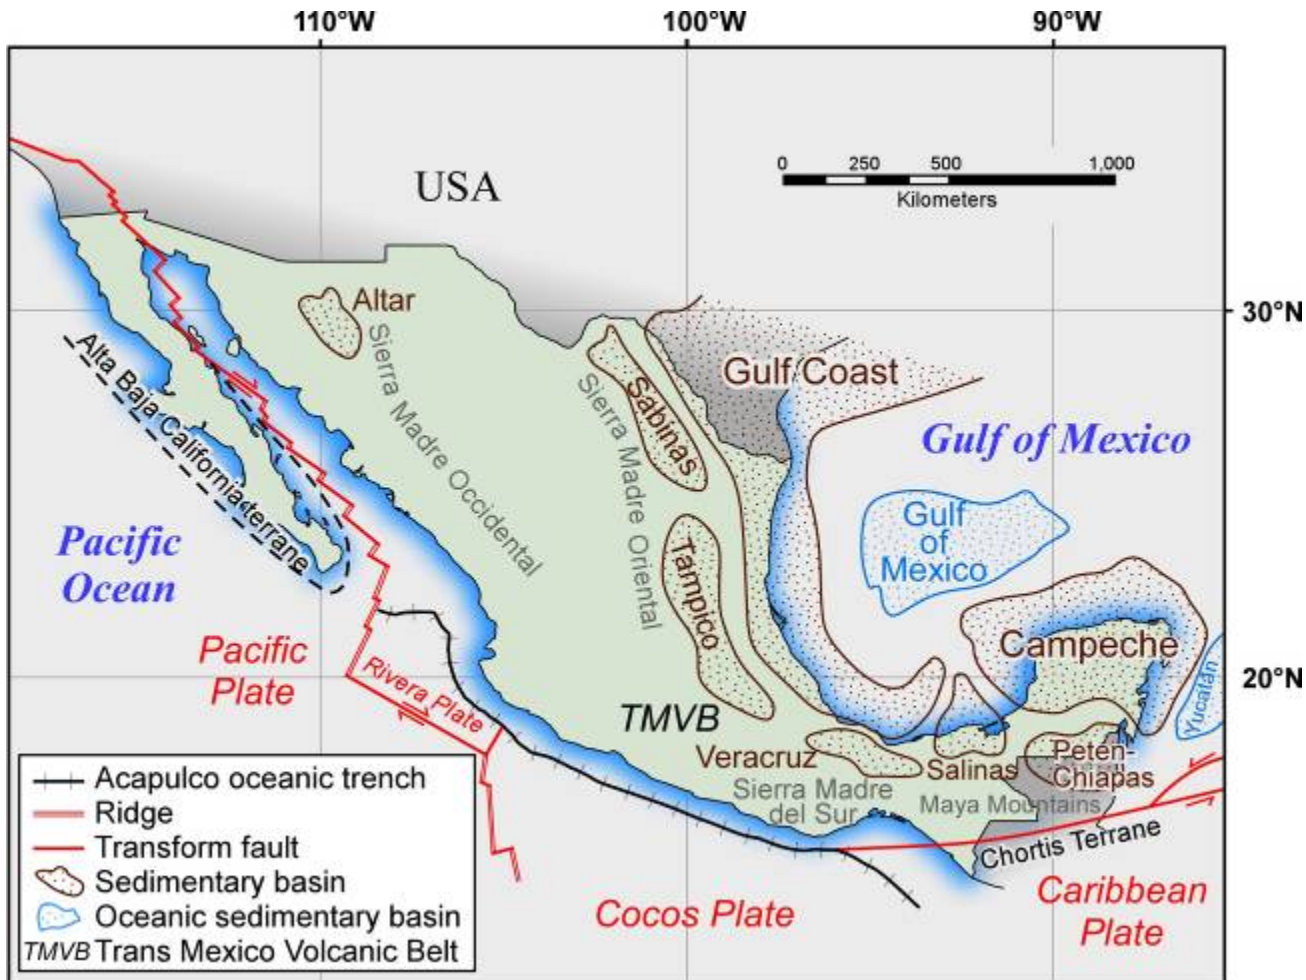 110°W
100°W
90°W
0 250 500 1,000
Kilometers
USA
30°N
Altar
Sierra Madre Occidental
Alta Baja California terrane
Sabinas
Sierra Madre Oriental
Gulf Coast
Gulf of Mexico
Gulf
of
Mexico
Pacific
Ocean
Tampico
Campeche
20°N
Pacific
Plate
Rivera Plate
TMVB
Yucatán
Veracruz
Salinas
Petén-
Chiapas
Sierra Madre
del Sur
Maya Mountains
Chortis Terrane
Cocos Plate
Caribbean
Plate
Acapulco oceanic trench
Ridge
Transform fault
Sedimentary basin
Oceanic sedimentary basin
TMVB Trans Mexico Volcanic Belt